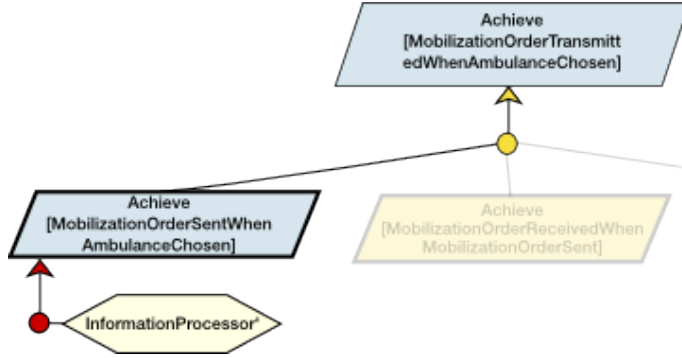 Achieve
[MobilizationOrderTransmitt
edWhenAmbulanceChosen]
Achieve
[MobilizationOrderSentWhen
AmbulanceChosen]
Achieve
[MobilizationOrderReceivedWhen
MobilizationOrderSent]
InformationProcessor